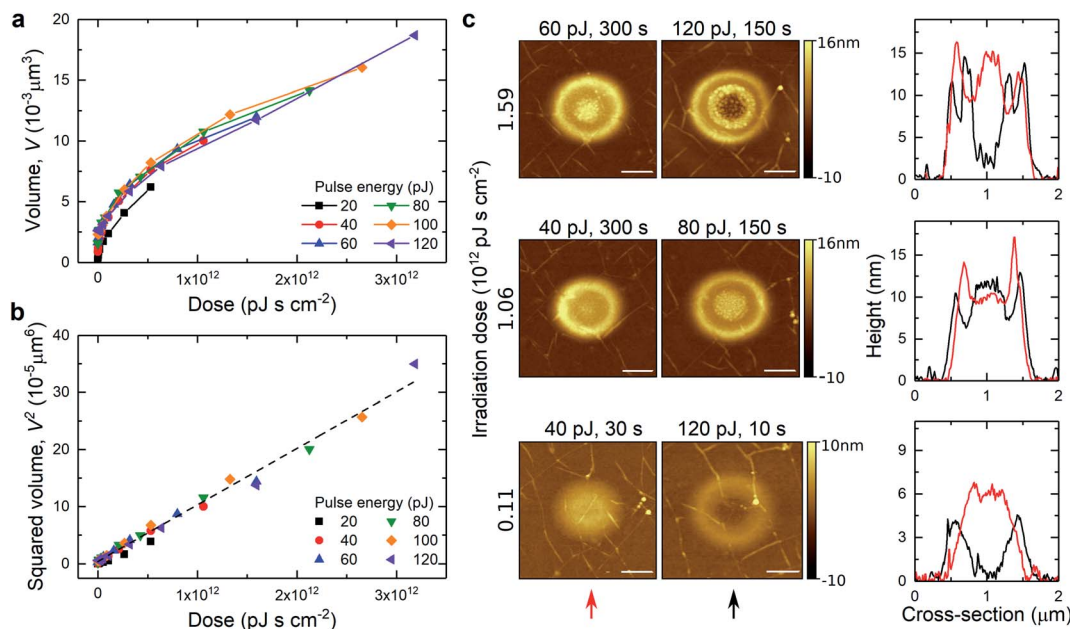 a
Volume, V (10⁻³μm³)
20
15
10
5
0
Pulse energy (pJ)
20 80
40 100
60 120
0 1x10¹² 2x10¹² 3x10¹²
Dose (pJ s cm⁻²)
b
Squared volume, V² (10⁻⁵μm⁶)
40
30
20
10
0
Pulse energy (pJ)
20 80
40 100
60 120
0 1x10¹² 2x10¹² 3x10¹²
Dose (pJ s cm⁻²)
c
Irradiation dose (10¹² pJ s cm⁻²)
60 pJ, 300 s 120 pJ, 150 s
1.59
16nm
-10
40 pJ, 300 s 80 pJ, 150 s
1.06
16nm
-10
40 pJ, 30 s 120 pJ, 10 s
0.11
10nm
-10
Height (nm)
15
10
5
0
0 1 2
15
10
5
0
0 1 2
9
6
3
0
0 1 2
Cross-section (μm)